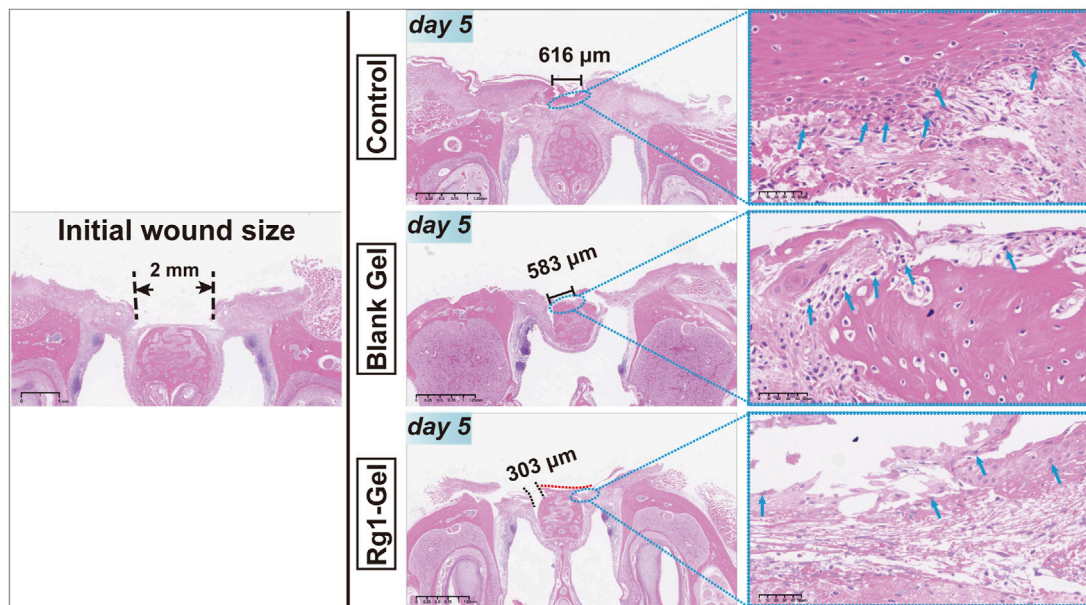 Initial wound size
2 mm
Control
day 5
616 μm
Blank Gel
day 5
583 μm
Rg1-Gel
day 5
303 μm